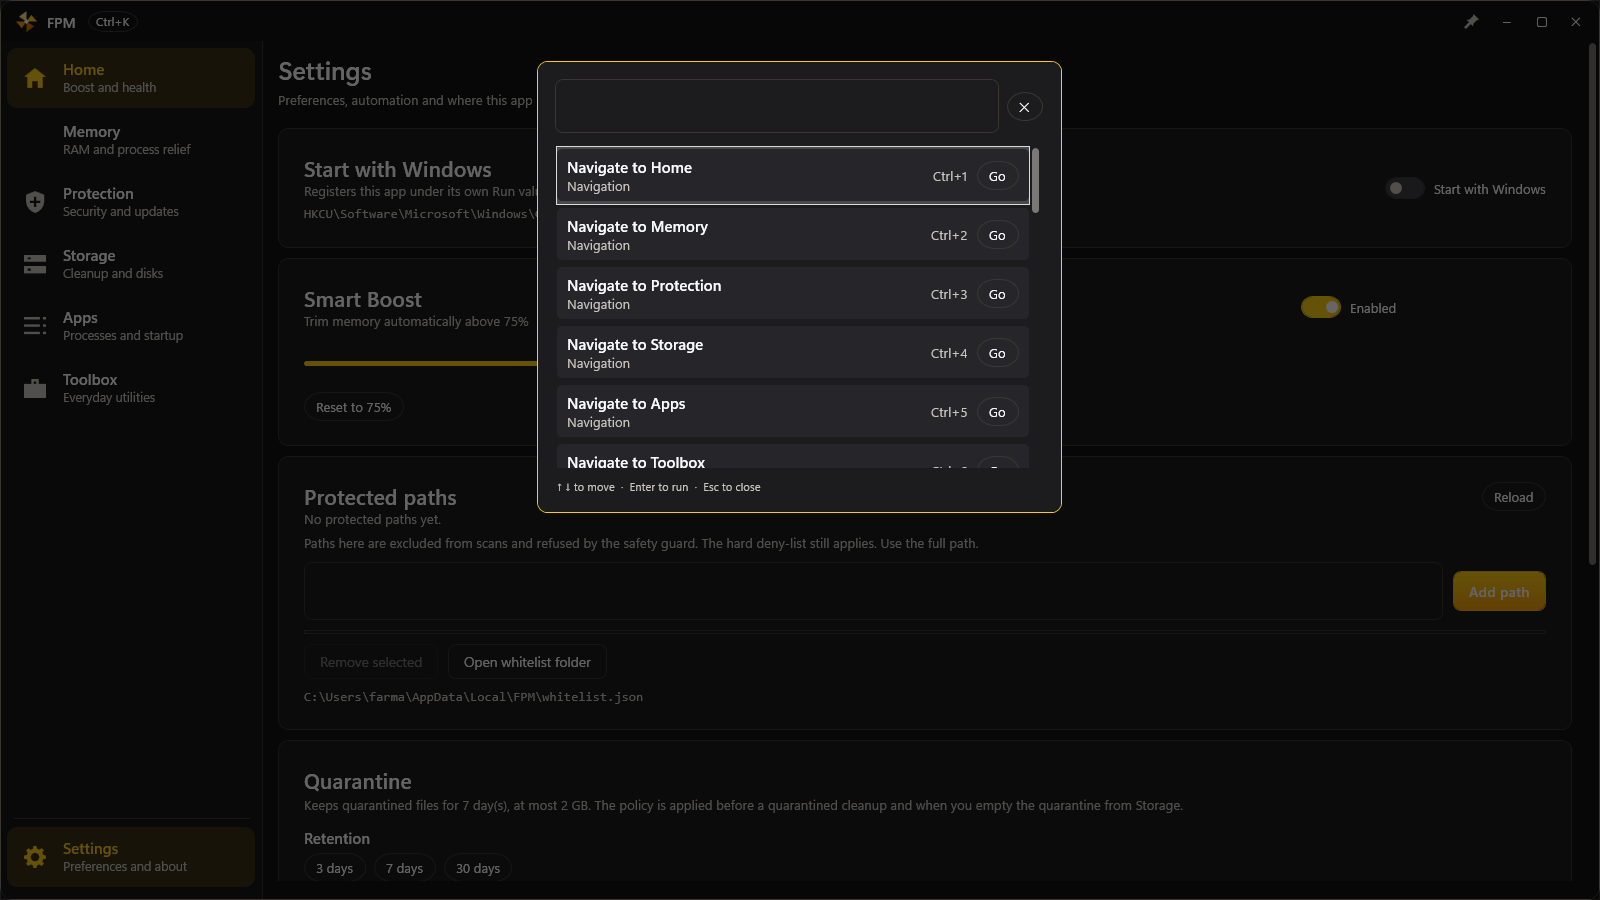 FPM Ctrl+K
Home
Boost and health
Memory
RAM and process relief
Protection
Security and updates
Storage
Cleanup and disks
Apps
Processes and startup
Toolbox
Everyday utilities
Settings
Preferences and about
Settings
Preferences, automation and where this app
Start with Windows
Registers this app under its own Run
HKCU\Software\Microsoft\Windows\
Start with Windows
Smart Boost
Trim memory automatically above 75%
Enabled
Reset to 75%
Protected paths
No protected paths yet.
Reload
Paths here are excluded from scans and refused by the safety guard. The hard deny-list still applies. Use the full path.
Add path
Remove selected
Open whitelist folder
C:\Users\farma\AppData\Local\FPM\whitelist.json
Quarantine
Keeps quarantined files for 7 day(s), at most 2 GB. The policy is applied before a quarantined cleanup and when you empty the quarantine from Storage.
Retention
3 days 7 days 30 days
Navigate to Home
Navigation
Ctrl+1 Go
Navigate to Memory
Navigation
Ctrl+2 Go
Navigate to Protection
Navigation
Ctrl+3 Go
Navigate to Storage
Navigation
Ctrl+4 Go
Navigate to Apps
Navigation
Ctrl+5 Go
Navigate to Toolbox
↑↓ to move · Enter to run · Esc to close